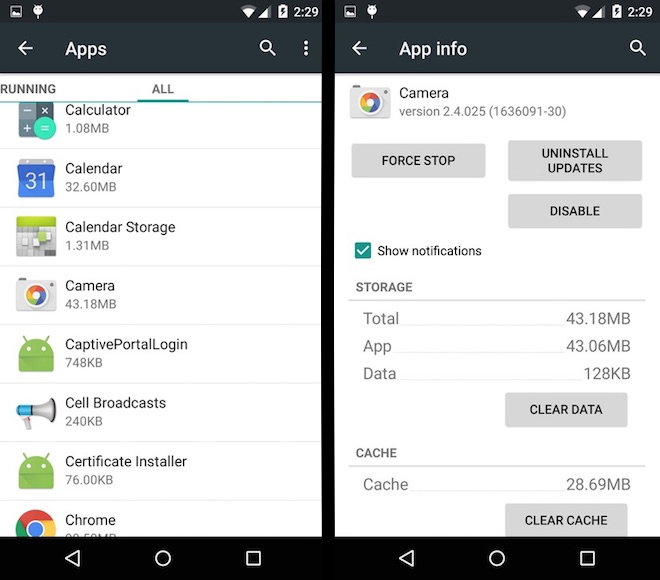 2:29
Apps
RUNNING ALL
Calculator
1.08MB
31
Calendar
32.60MB
Calendar Storage
1.31MB
Camera
43.18MB
CaptivePortalLogin
748KB
Cell Broadcasts
240KB
Certificate Installer
76.00KB
Chrome
2:29
App info
Camera
version 2.4.025 (1636091-30)
FORCE STOP
UNINSTALL
UPDATES
DISABLE
Show notifications
STORAGE
Total 43.18MB
App 43.06MB
Data 128KB
CLEAR DATA
CACHE
Cache 28.69MB
CLEAR CACHE